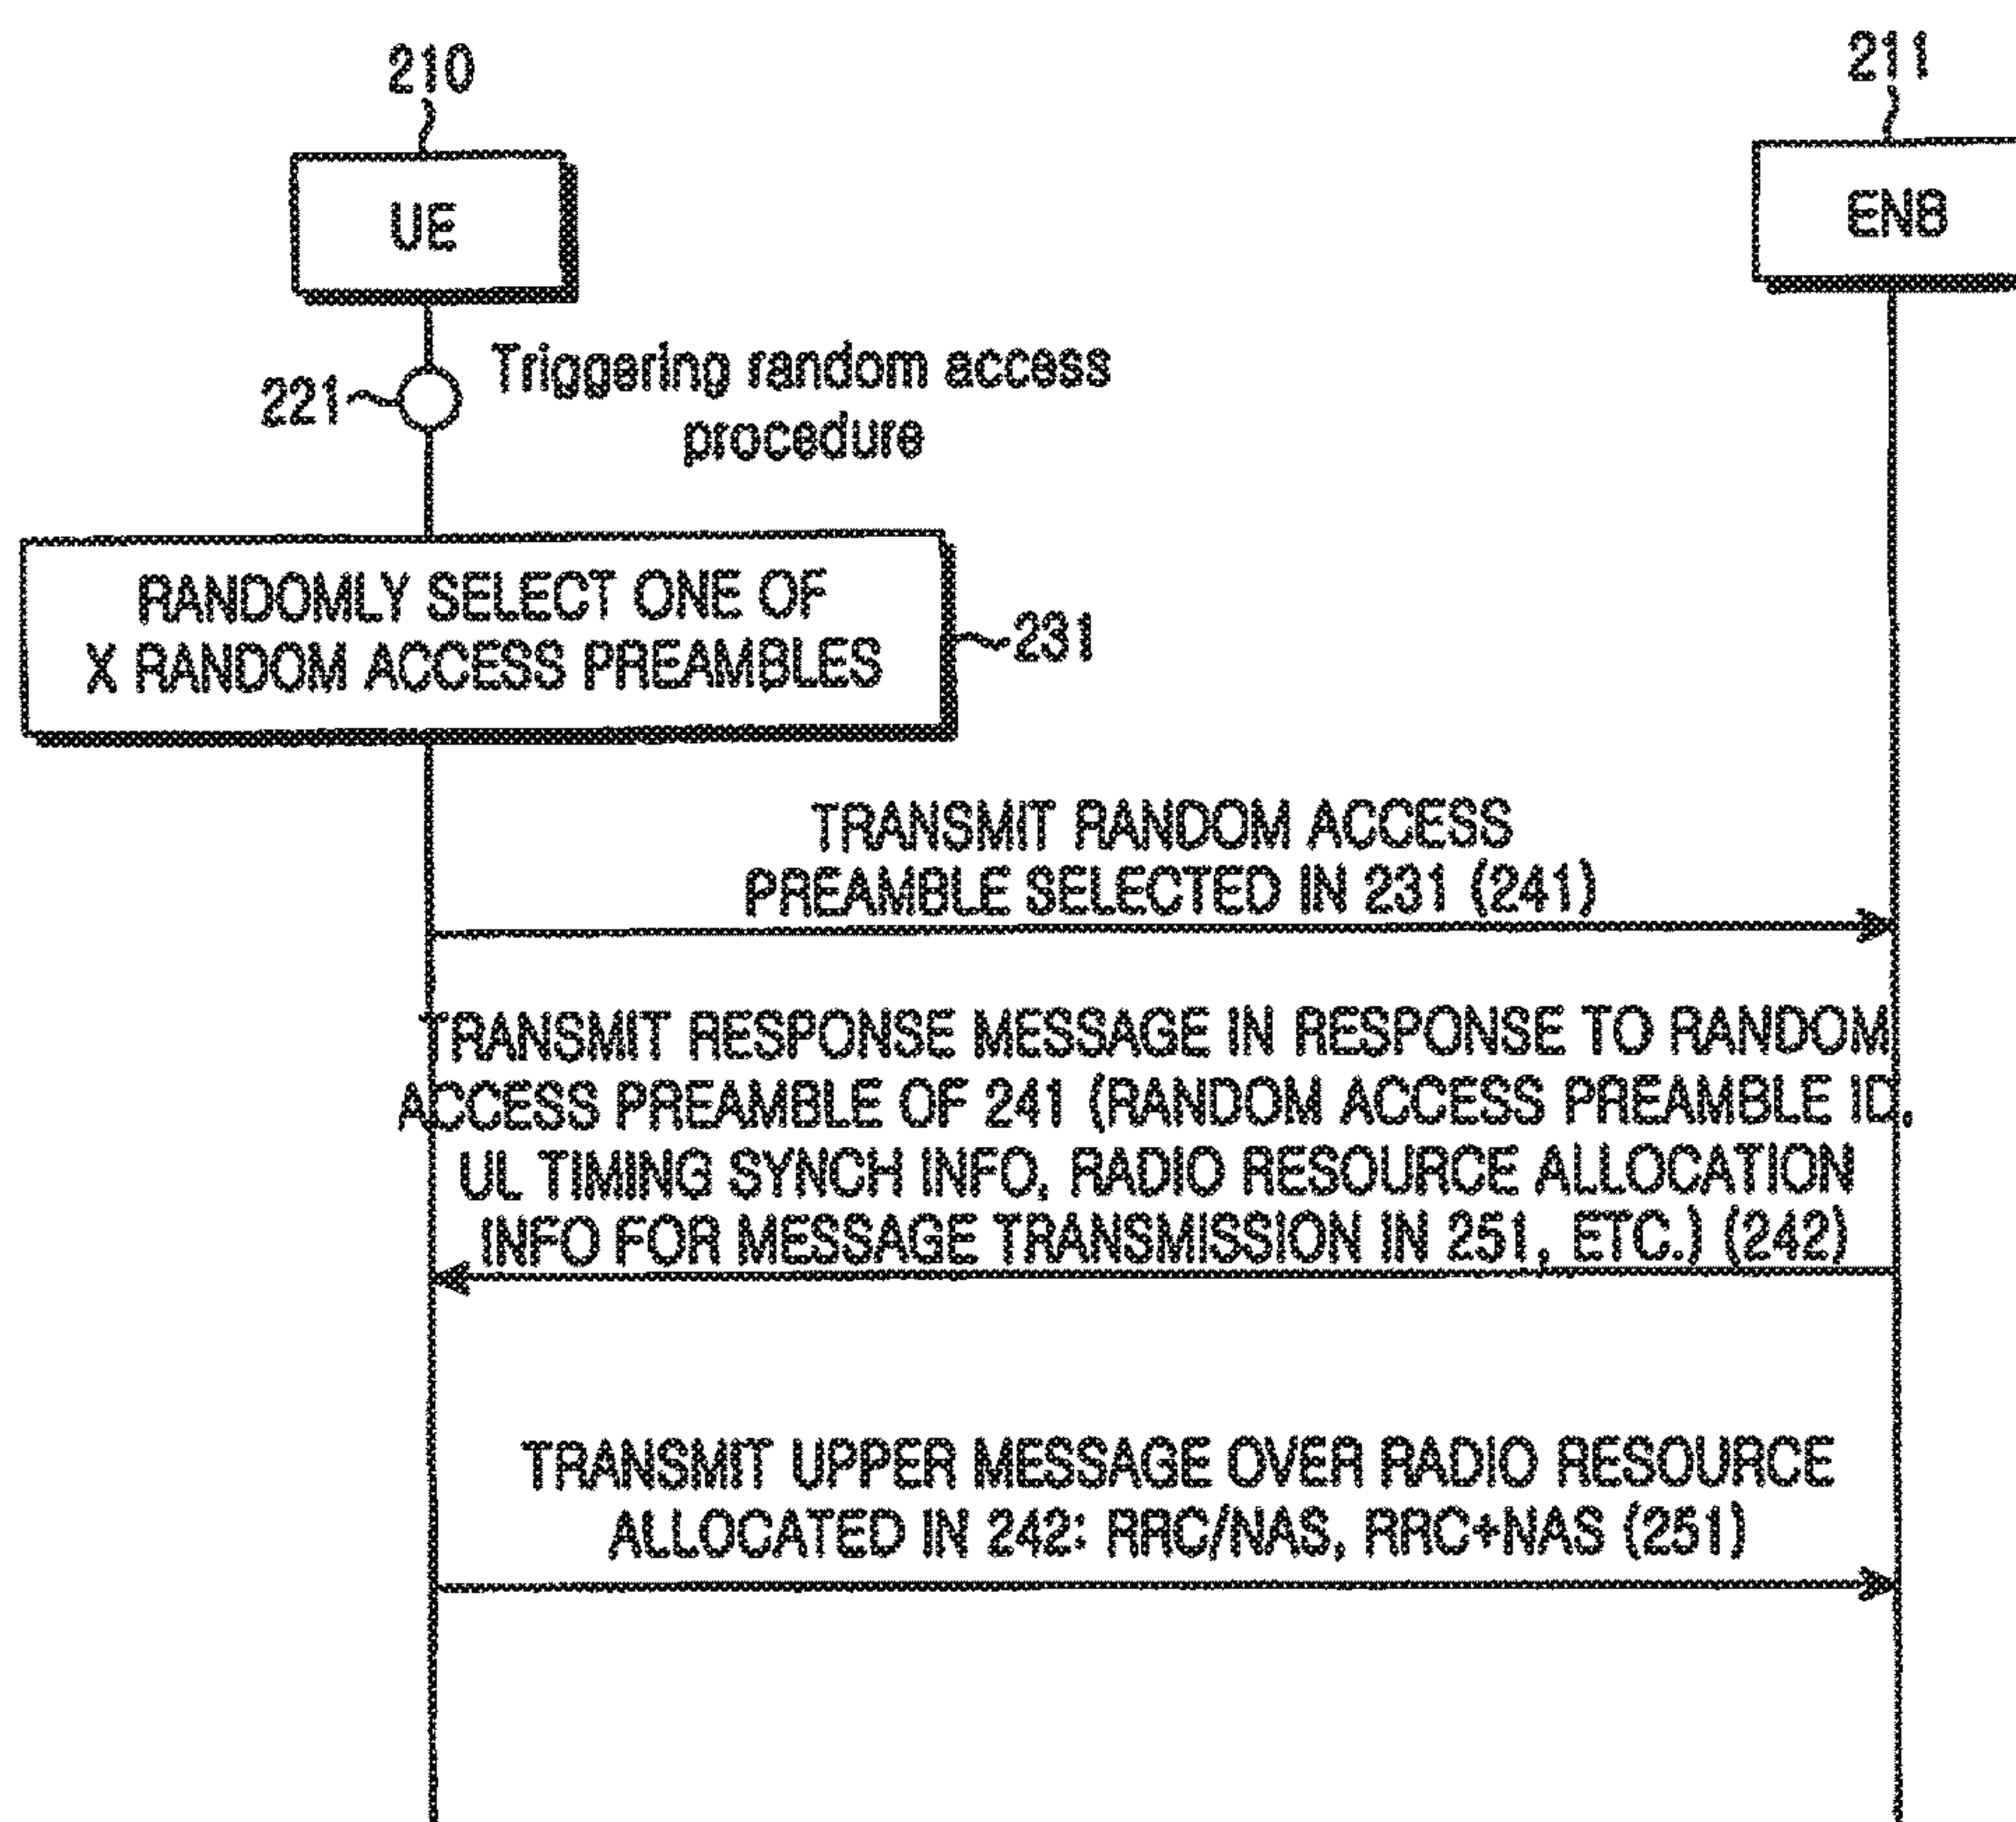 210
211
UE
ENB
221
Triggering random access
procedure
RANDOMLY SELECT ONE OF
X RANDOM ACCESS PREAMBLES
231
TRANSMIT RANDOM ACCESS
PREAMBLE SELECTED IN 231 (241)
TRANSMIT RESPONSE MESSAGE IN RESPONSE TO RANDOM
ACCESS PREAMBLE OF 241 (RANDOM ACCESS PREAMBLE ID,
UL TIMING SYNCH INFO, RADIO RESOURCE ALLOCATION
INFO FOR MESSAGE TRANSMISSION IN 251, ETC.) (242)
TRANSMIT UPPER MESSAGE OVER RADIO RESOURCE
ALLOCATED IN 242: RRC/NAS, RRC+NAS (251)